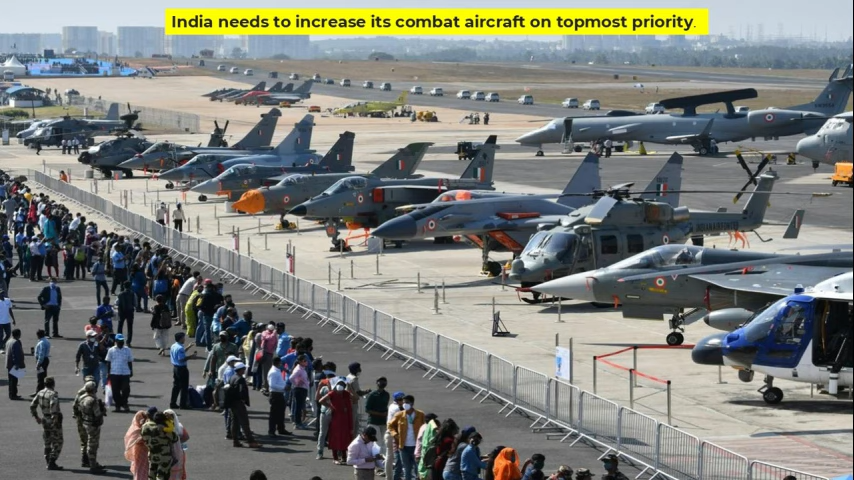 India needs to increase its combat aircraft on topmost priority.